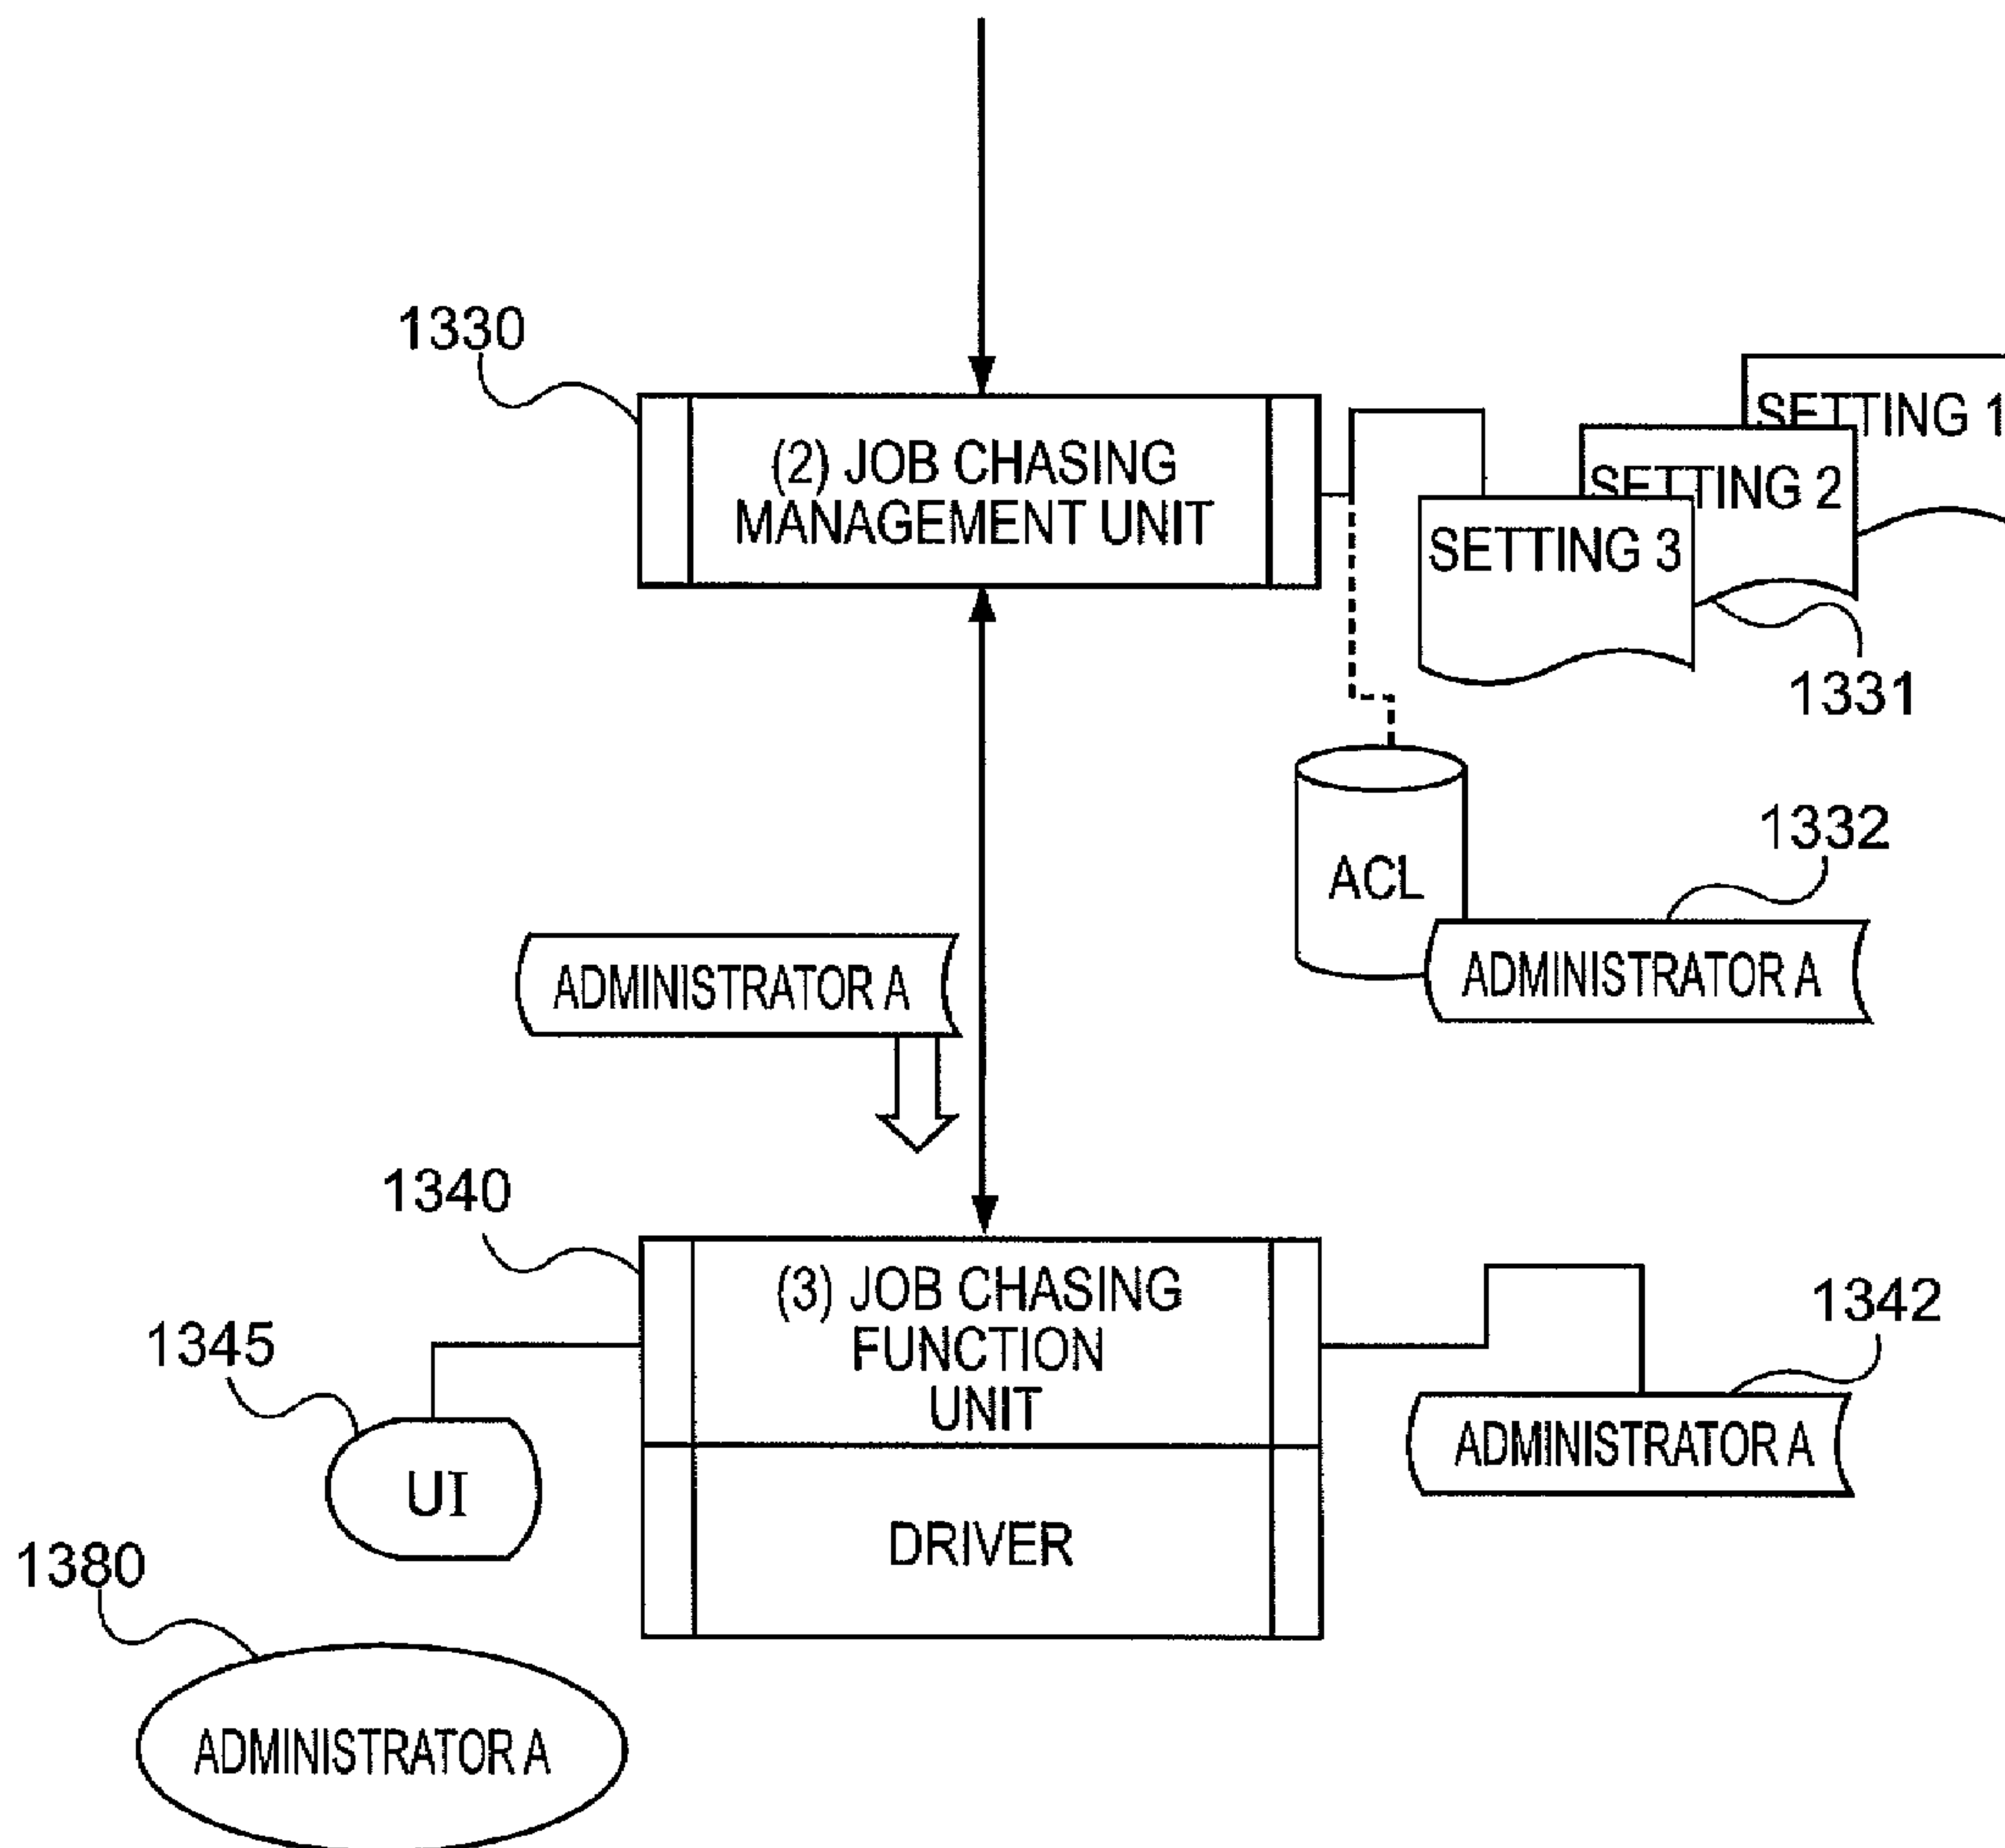 1330
(2) JOB CHASING
MANAGEMENT UNIT
SETTING 1
SETTING 2
SETTING 3
1331
1332
ACL
ADMINISTRATOR A
ADMINISTRATOR A
1340
(3) JOB CHASING
FUNCTION
UNIT
1342
1345
ADMINISTRATOR A
UI
DRIVER
1380
ADMINISTRATOR A